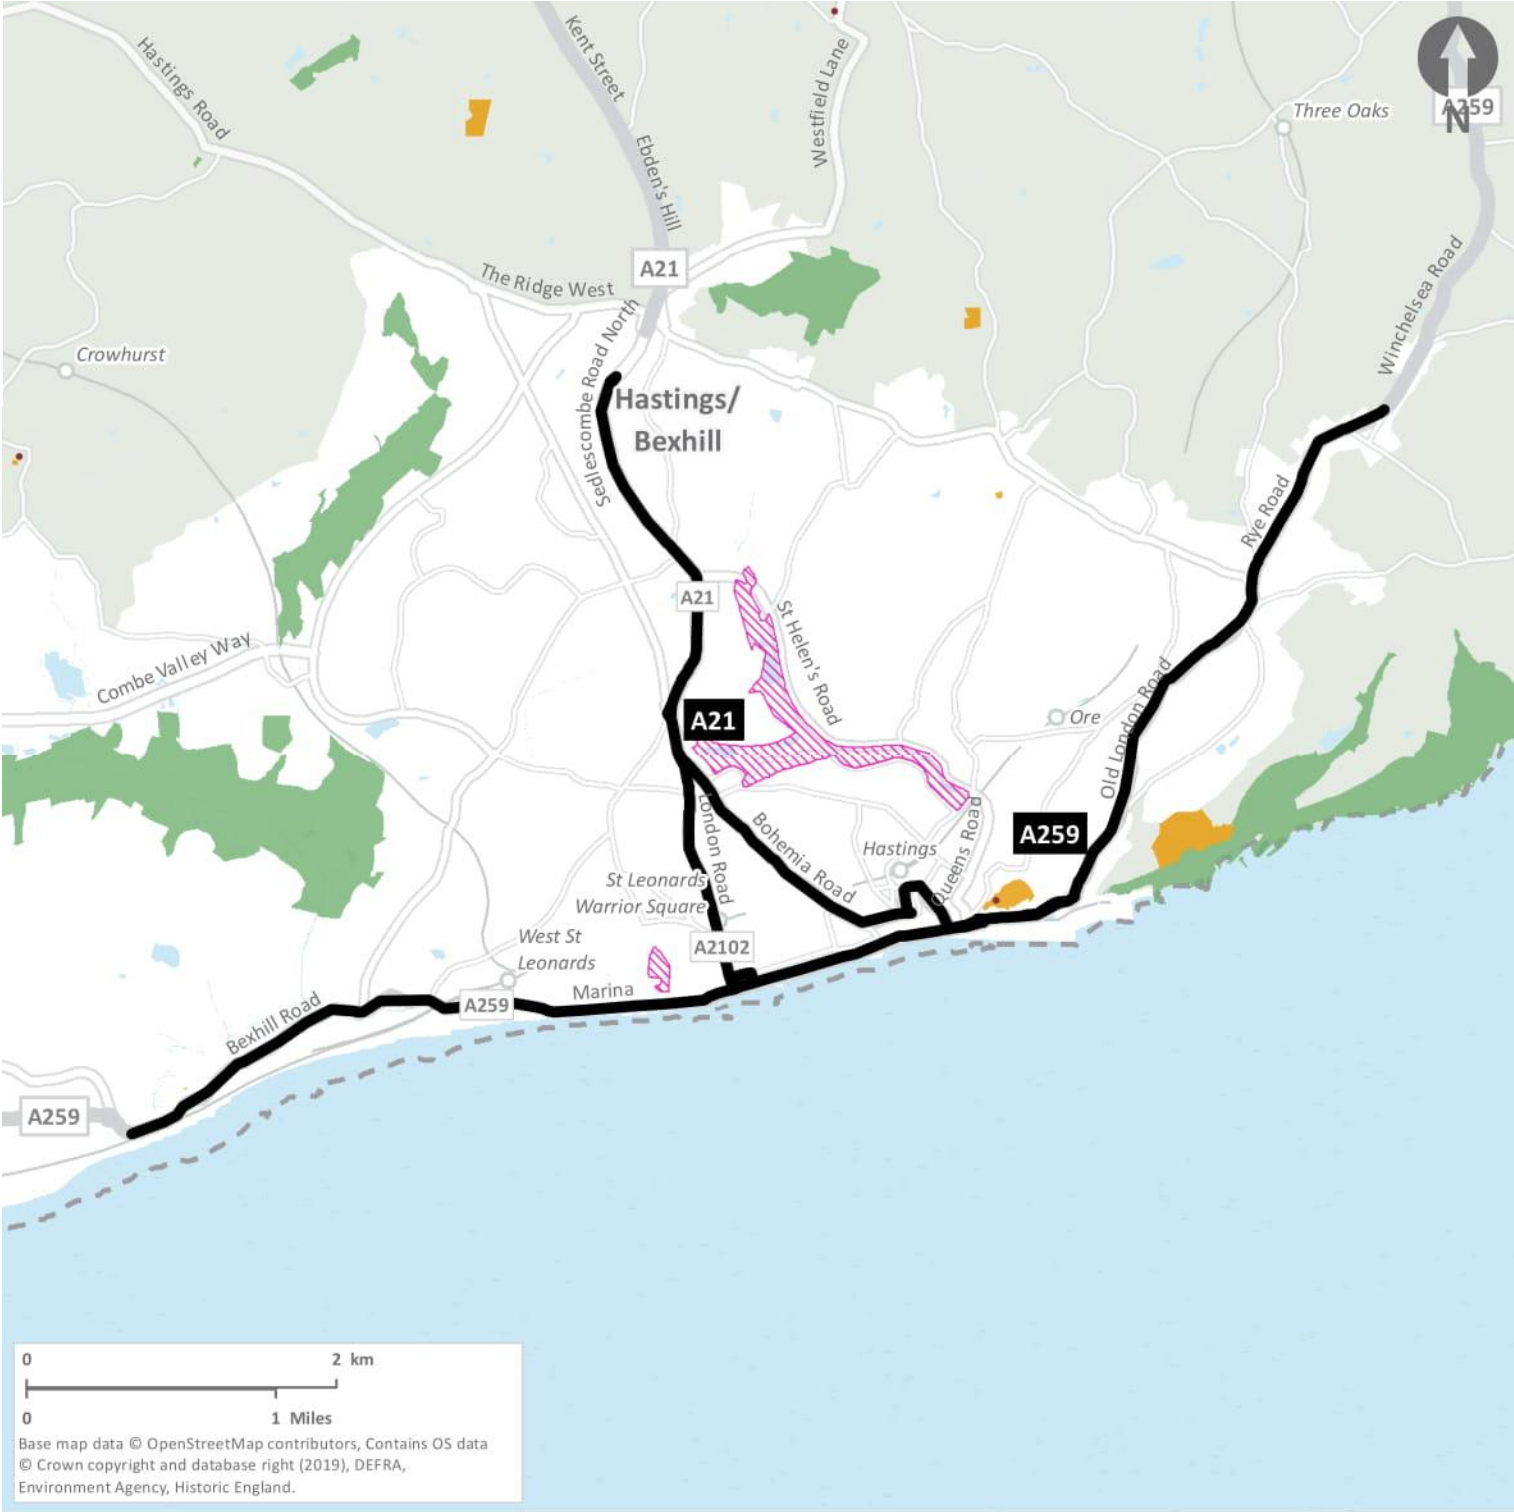 Hastings Road
Kent Street
Ebden's Hill
Westfield Lane
Three Oaks
A259
N
A21
The Ridge West
Sedlescombe Road North
Winchelsea Road
Crowhurst
Hastings/
Bexhill
Rye Road
A21
St Helen's Road
Combe Valley Way
A21
Ore
Old London Road
London Road
Bohemia Road
Hastings
Queens Road
A259
St Leonards
Warrior Square
A2102
West St
Leonards
Marina
A259
Bexhill Road
A259
0 2 km
0 1 Miles
Base map data © OpenStreetMap contributors, Contains OS data
© Crown copyright and database right (2019), DEFRA,
Environment Agency, Historic England.